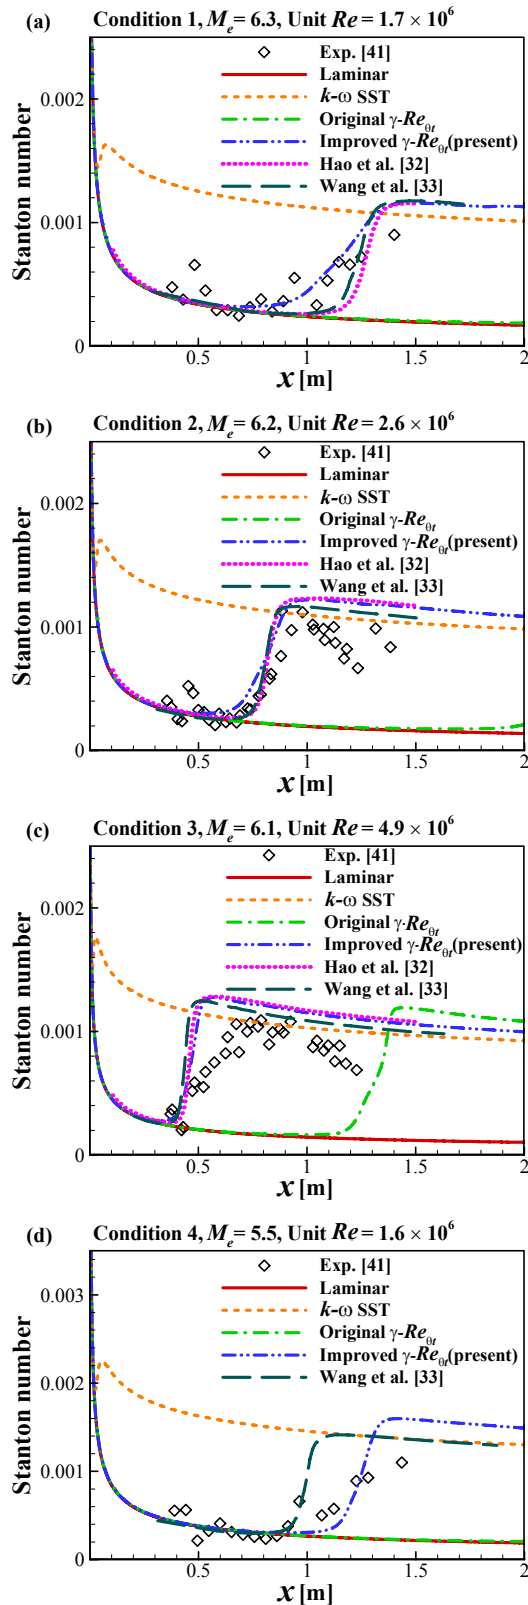 (a) Condition 1, Mₑ = 6.3, Unit Re = 1.7 × 10⁶
Exp. [41]
Laminar
k-ω SST
Original γ-Re_θt
Improved γ-Re_θt(present)
Hao et al. [32]
Wang et al. [33]
Stanton number
0.002
0.001
0
0.5 1 1.5 2
x [m]
(b) Condition 2, Mₑ = 6.2, Unit Re = 2.6 × 10⁶
Exp. [41]
Laminar
k-ω SST
Original γ-Re_θt
Improved γ-Re_θt(present)
Hao et al. [32]
Wang et al. [33]
Stanton number
0.002
0.001
0
0.5 1 1.5 2
x [m]
(c) Condition 3, Mₑ = 6.1, Unit Re = 4.9 × 10⁶
Exp. [41]
Laminar
k-ω SST
Original γ-Re_θt
Improved γ-Re_θt(present)
Hao et al. [32]
Wang et al. [33]
Stanton number
0.002
0.001
0
0.5 1 1.5 2
x [m]
(d) Condition 4, Mₑ = 5.5, Unit Re = 1.6 × 10⁶
Exp. [41]
Laminar
k-ω SST
Original γ-Re_θt
Improved γ-Re_θt(present)
Wang et al. [33]
Stanton number
0.003
0.002
0.001
0
0.5 1 1.5 2
x [m]